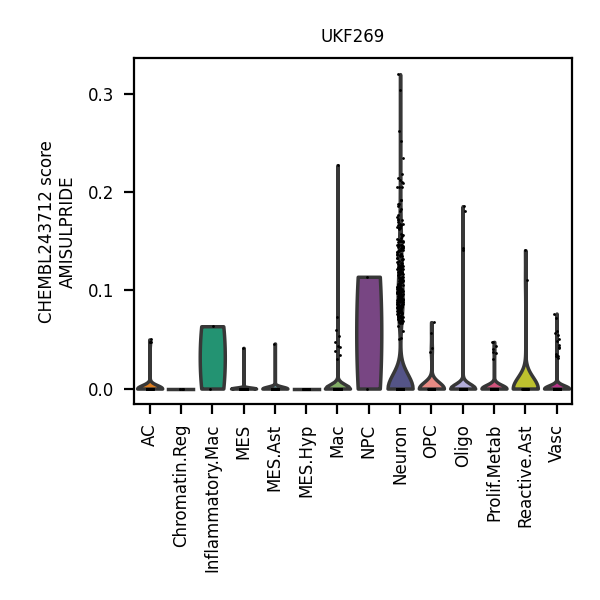 UKF269
CHEMBL243712 score
AMISULPRIDE
0.3
0.2
0.1
0.0
AC
Chromatin.Reg
Inflammatory.Mac
MES
MES.Ast
MES.Hyp
Mac
NPC
Neuron
OPC
Oligo
Prolif.Metab
Reactive.Ast
Vasc